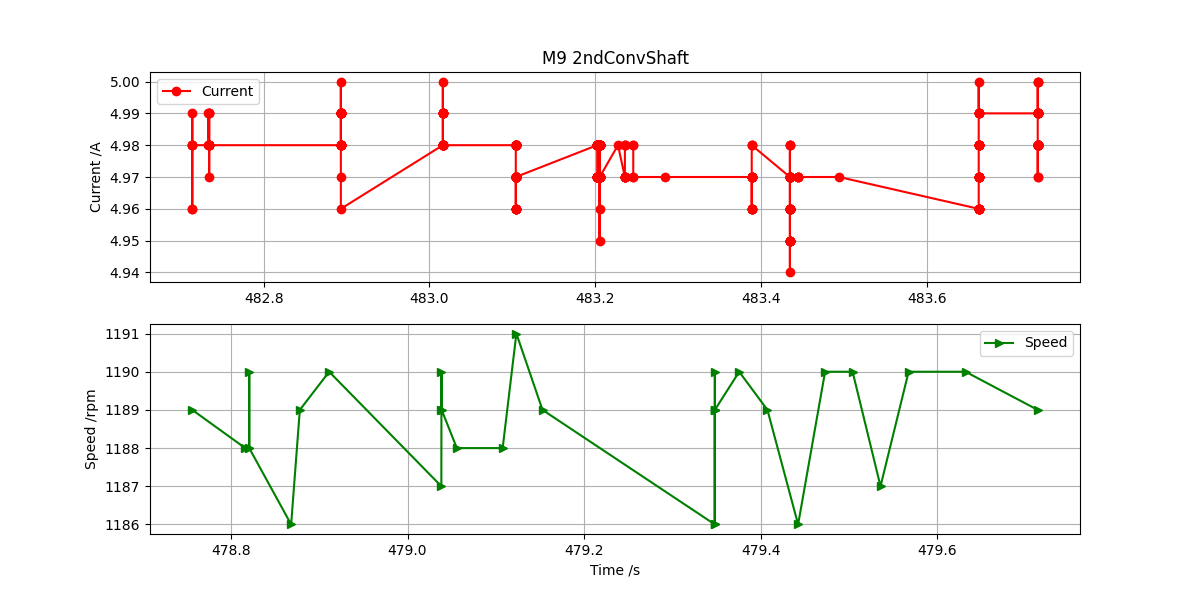 M9 2ndConvShaft
Current /A
5.00
4.99
4.98
4.97
4.96
4.95
4.94
Current
482.8 483.0 483.2 483.4 483.6
Speed /rpm
1191
1190
1189
1188
1187
1186
Speed
478.8 479.0 479.2 479.4 479.6
Time /s